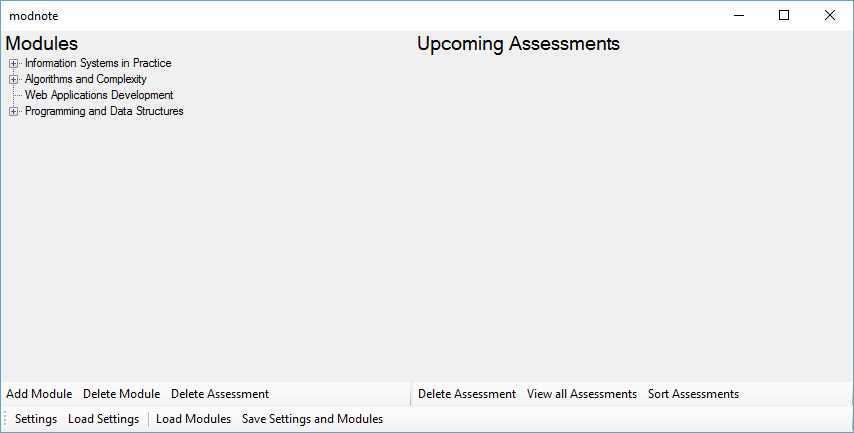 modnote
Modules
Information Systems in Practice
Algorithms and Complexity
Web Applications Development
Programming and Data Structures
Upcoming Assessments
Add Module Delete Module Delete Assessment
Delete Assessment View all Assessments Sort Assessments
Settings Load Settings Load Modules Save Settings and Modules